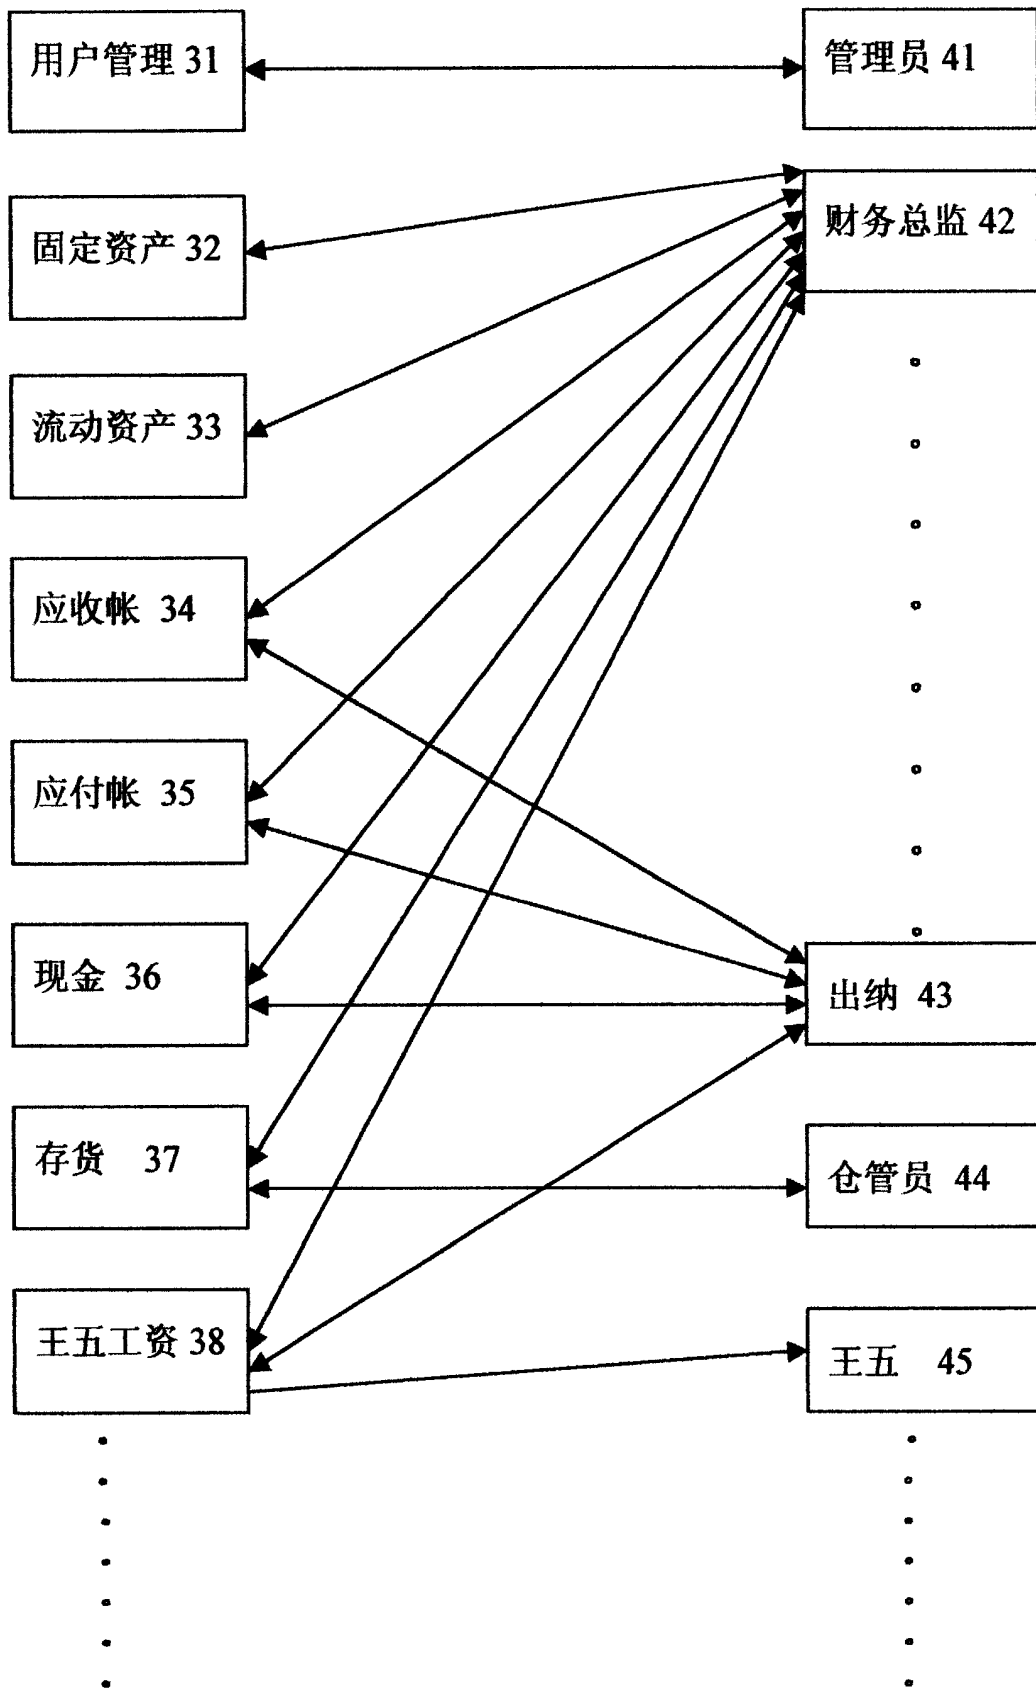 用户管理 31
管理员 41
固定资产 32
财务总监 42
流动资产 33
应收帐 34
应付帐 35
现金 36
出纳 43
存货 37
仓管员 44
王五工资 38
王五 45